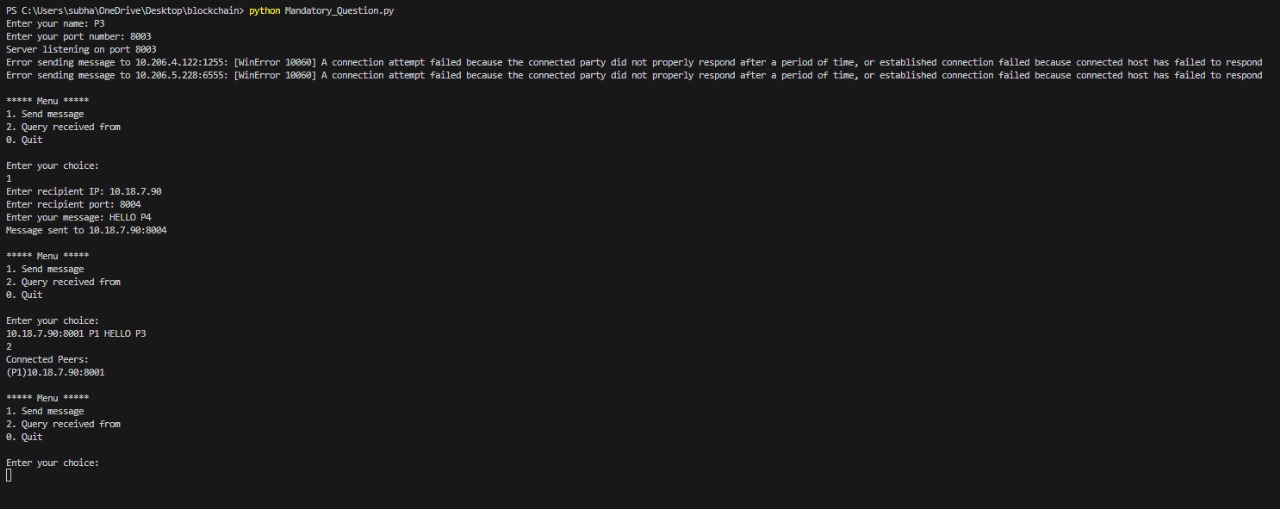 PS C:\Users\subha\OneDrive\Desktop\blockchain> python Mandatory_Question.py
Enter your name: P3
Enter your port number: 8003
Server listening on port 8003
Error sending message to 10.206.4.122:1255: [WinError 10060] A connection attempt failed because the connected party did not properly respond after a period of time, or established connection failed because connected host has failed to respond
Error sending message to 10.206.5.228:6555: [WinError 10060] A connection attempt failed because the connected party did not properly respond after a period of time, or established connection failed because connected host has failed to respond
***** Menu *****
1. Send message
2. Query received from
0. Quit
Enter your choice:
1
Enter recipient IP: 10.18.7.90
Enter recipient port: 8004
Enter your message: HELLO P4
Message sent to 10.18.7.90:8004
***** Menu *****
1. Send message
2. Query received from
0. Quit
Enter your choice:
10.18.7.90:8001 P1 HELLO P3
2
Connected Peers:
(P1)10.18.7.90:8001
***** Menu *****
1. Send message
2. Query received from
0. Quit
Enter your choice: